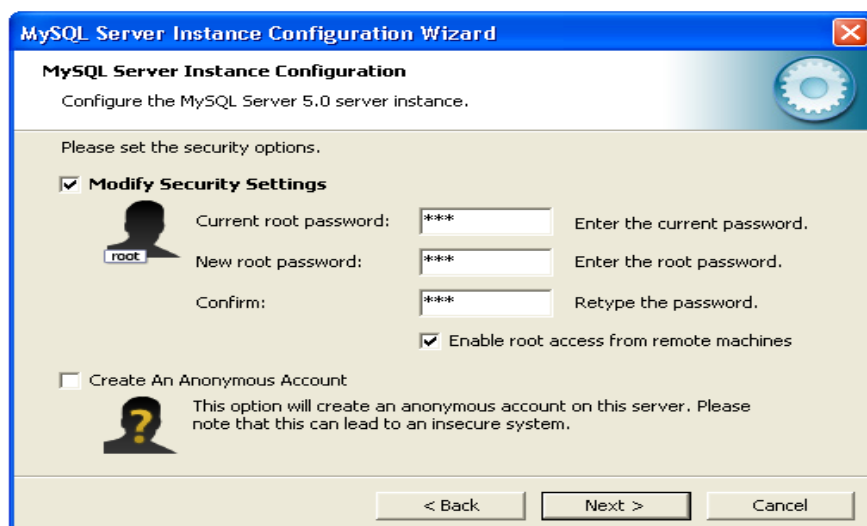 MySQL Server Instance Configuration Wizard
MySQL Server Instance Configuration
Configure the MySQL Server 5.0 server instance.
Please set the security options.
Modify Security Settings
root
Current root password: *** Enter the current password.
New root password: *** Enter the root password.
Confirm: *** Retype the password.
Enable root access from remote machines
Create An Anonymous Account
This option will create an anonymous account on this server. Please
note that this can lead to an insecure system.
< Back Next > Cancel